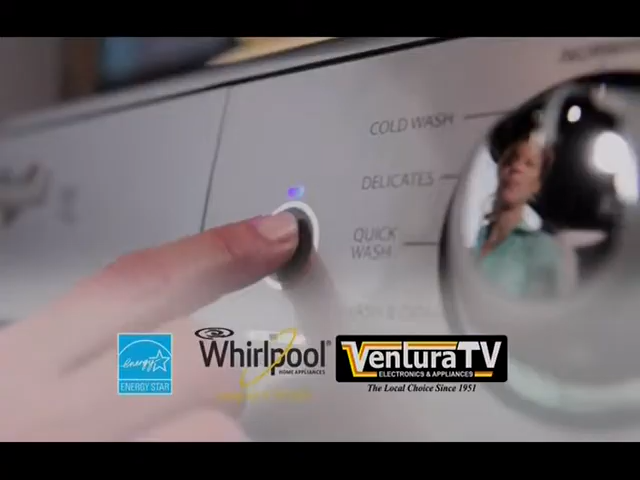 COLD WASH
DELICATES
QUICK
WASH
energy
ENERGY STAR
Whirlpool
HOME APPLIANCES
VenturaTV
ELECTRONICS & APPLIANCES
The Local Choice Since 1951